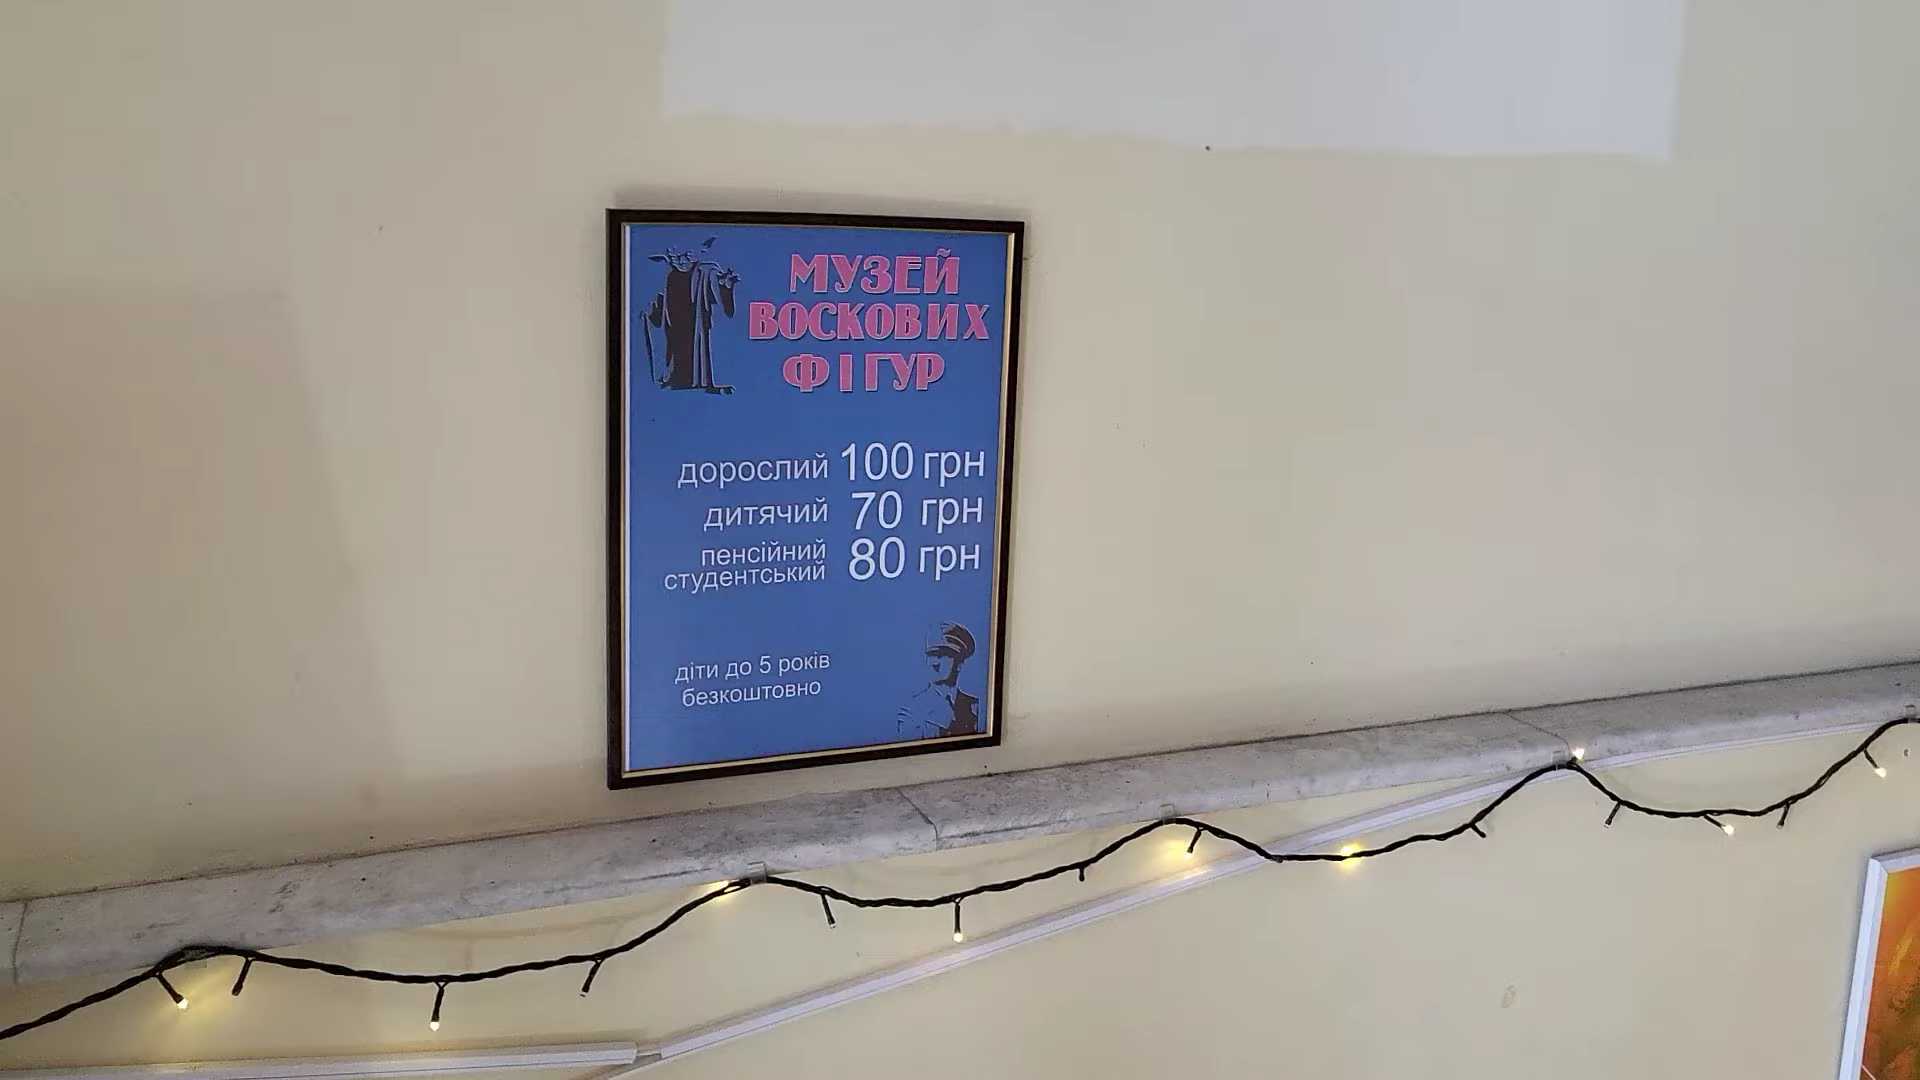 МУЗЕЙ
ВОСКОВИХ
ФІГУР
дорослий 100 грн
дитячий 70 грн
пенсійний
студентський 80 грн
діти до 5 років
безкоштовно